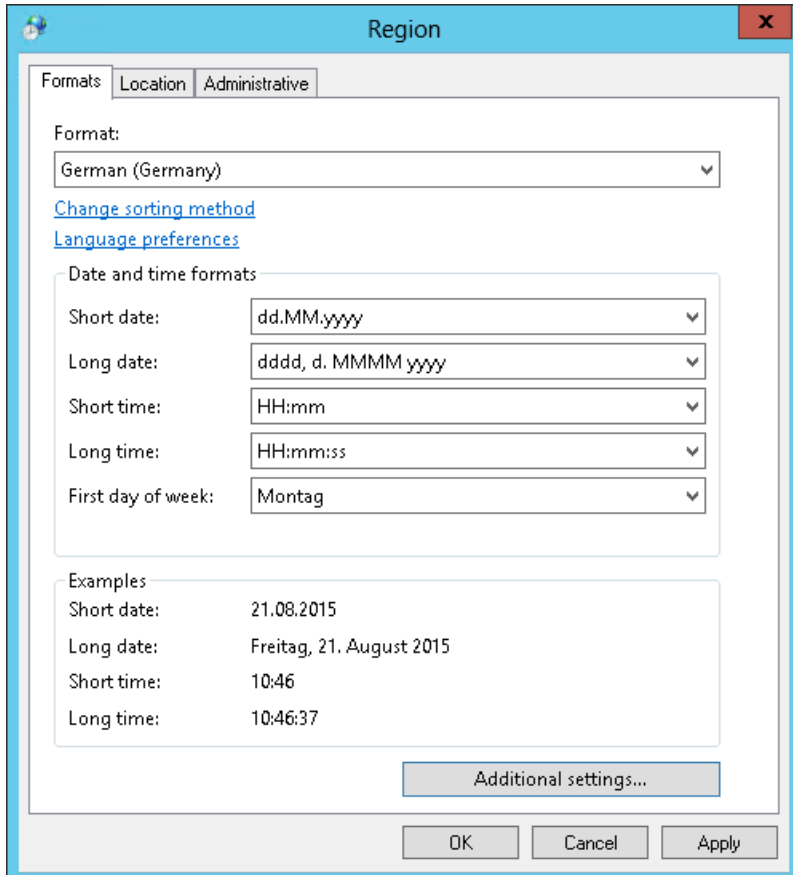 Region
x
Formats Location Administrative
Format:
German (Germany)
Change sorting method
Language preferences
Date and time formats
Short date: dd.MM.yyyy
Long date: dddd, d. MMMM yyyy
Short time: HH:mm
Long time: HH:mm:ss
First day of week: Montag
Examples
Short date: 21.08.2015
Long date: Freitag, 21. August 2015
Short time: 10:46
Long time: 10:46:37
Additional settings...
OK Cancel Apply